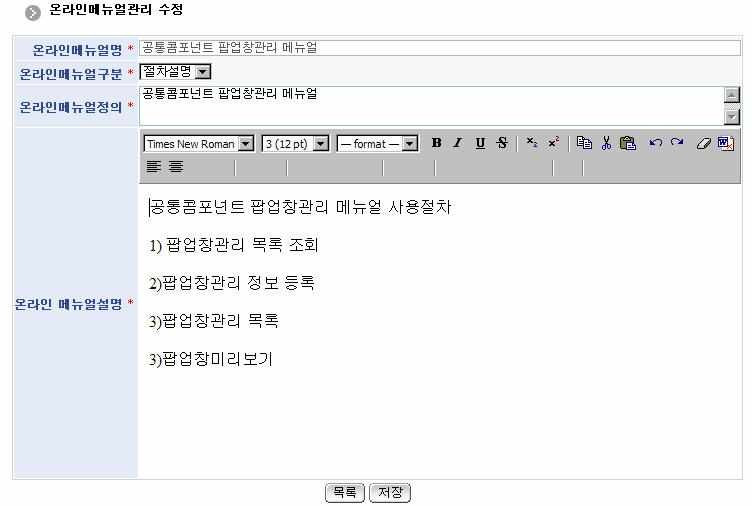 온라인메뉴얼관리 수정
온라인메뉴얼명 * 공통콤포넌트 팝업창관리 메뉴얼
온라인메뉴얼구분 * 절차설명
온라인메뉴얼정의 * 공통콤포넌트 팝업창관리 메뉴얼
Times New Roman 3 (12 pt) — format — B I U S ×₂ ×²
온라인 메뉴얼설명 *
공통콤포넌트 팝업창관리 메뉴얼 사용절차
1) 팝업창관리 목록 조회
2)팝업창관리 정보 등록
3)팝업창관리 목록
3)팝업창미리보기
목록 저장